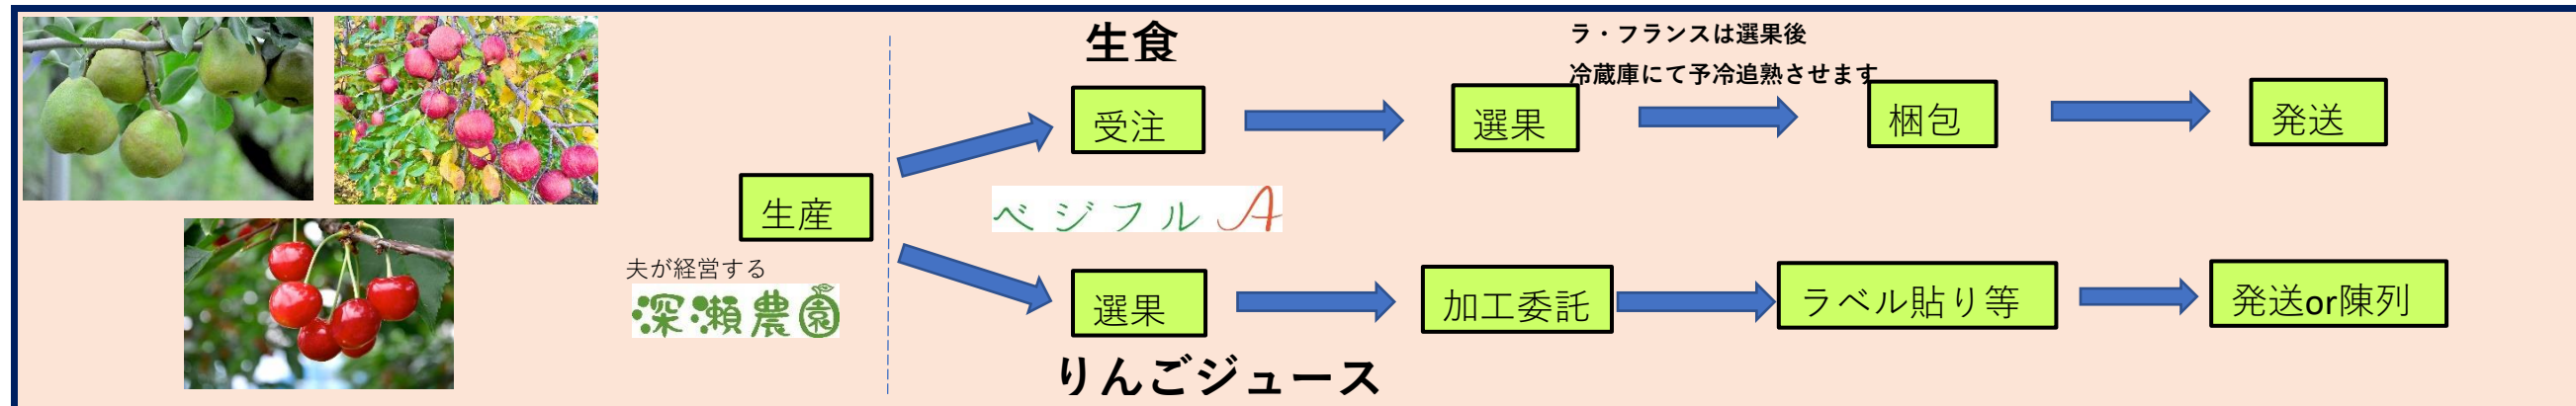 生産
夫が経営する
深瀬農園
生食
ラ・フランスは選果後
冷蔵庫にて予冷追熟させます
受注
選果
梱包
発送
ベジフルA
選果
加工委託
ラベル貼り等
発送or陳列
りんごジュース